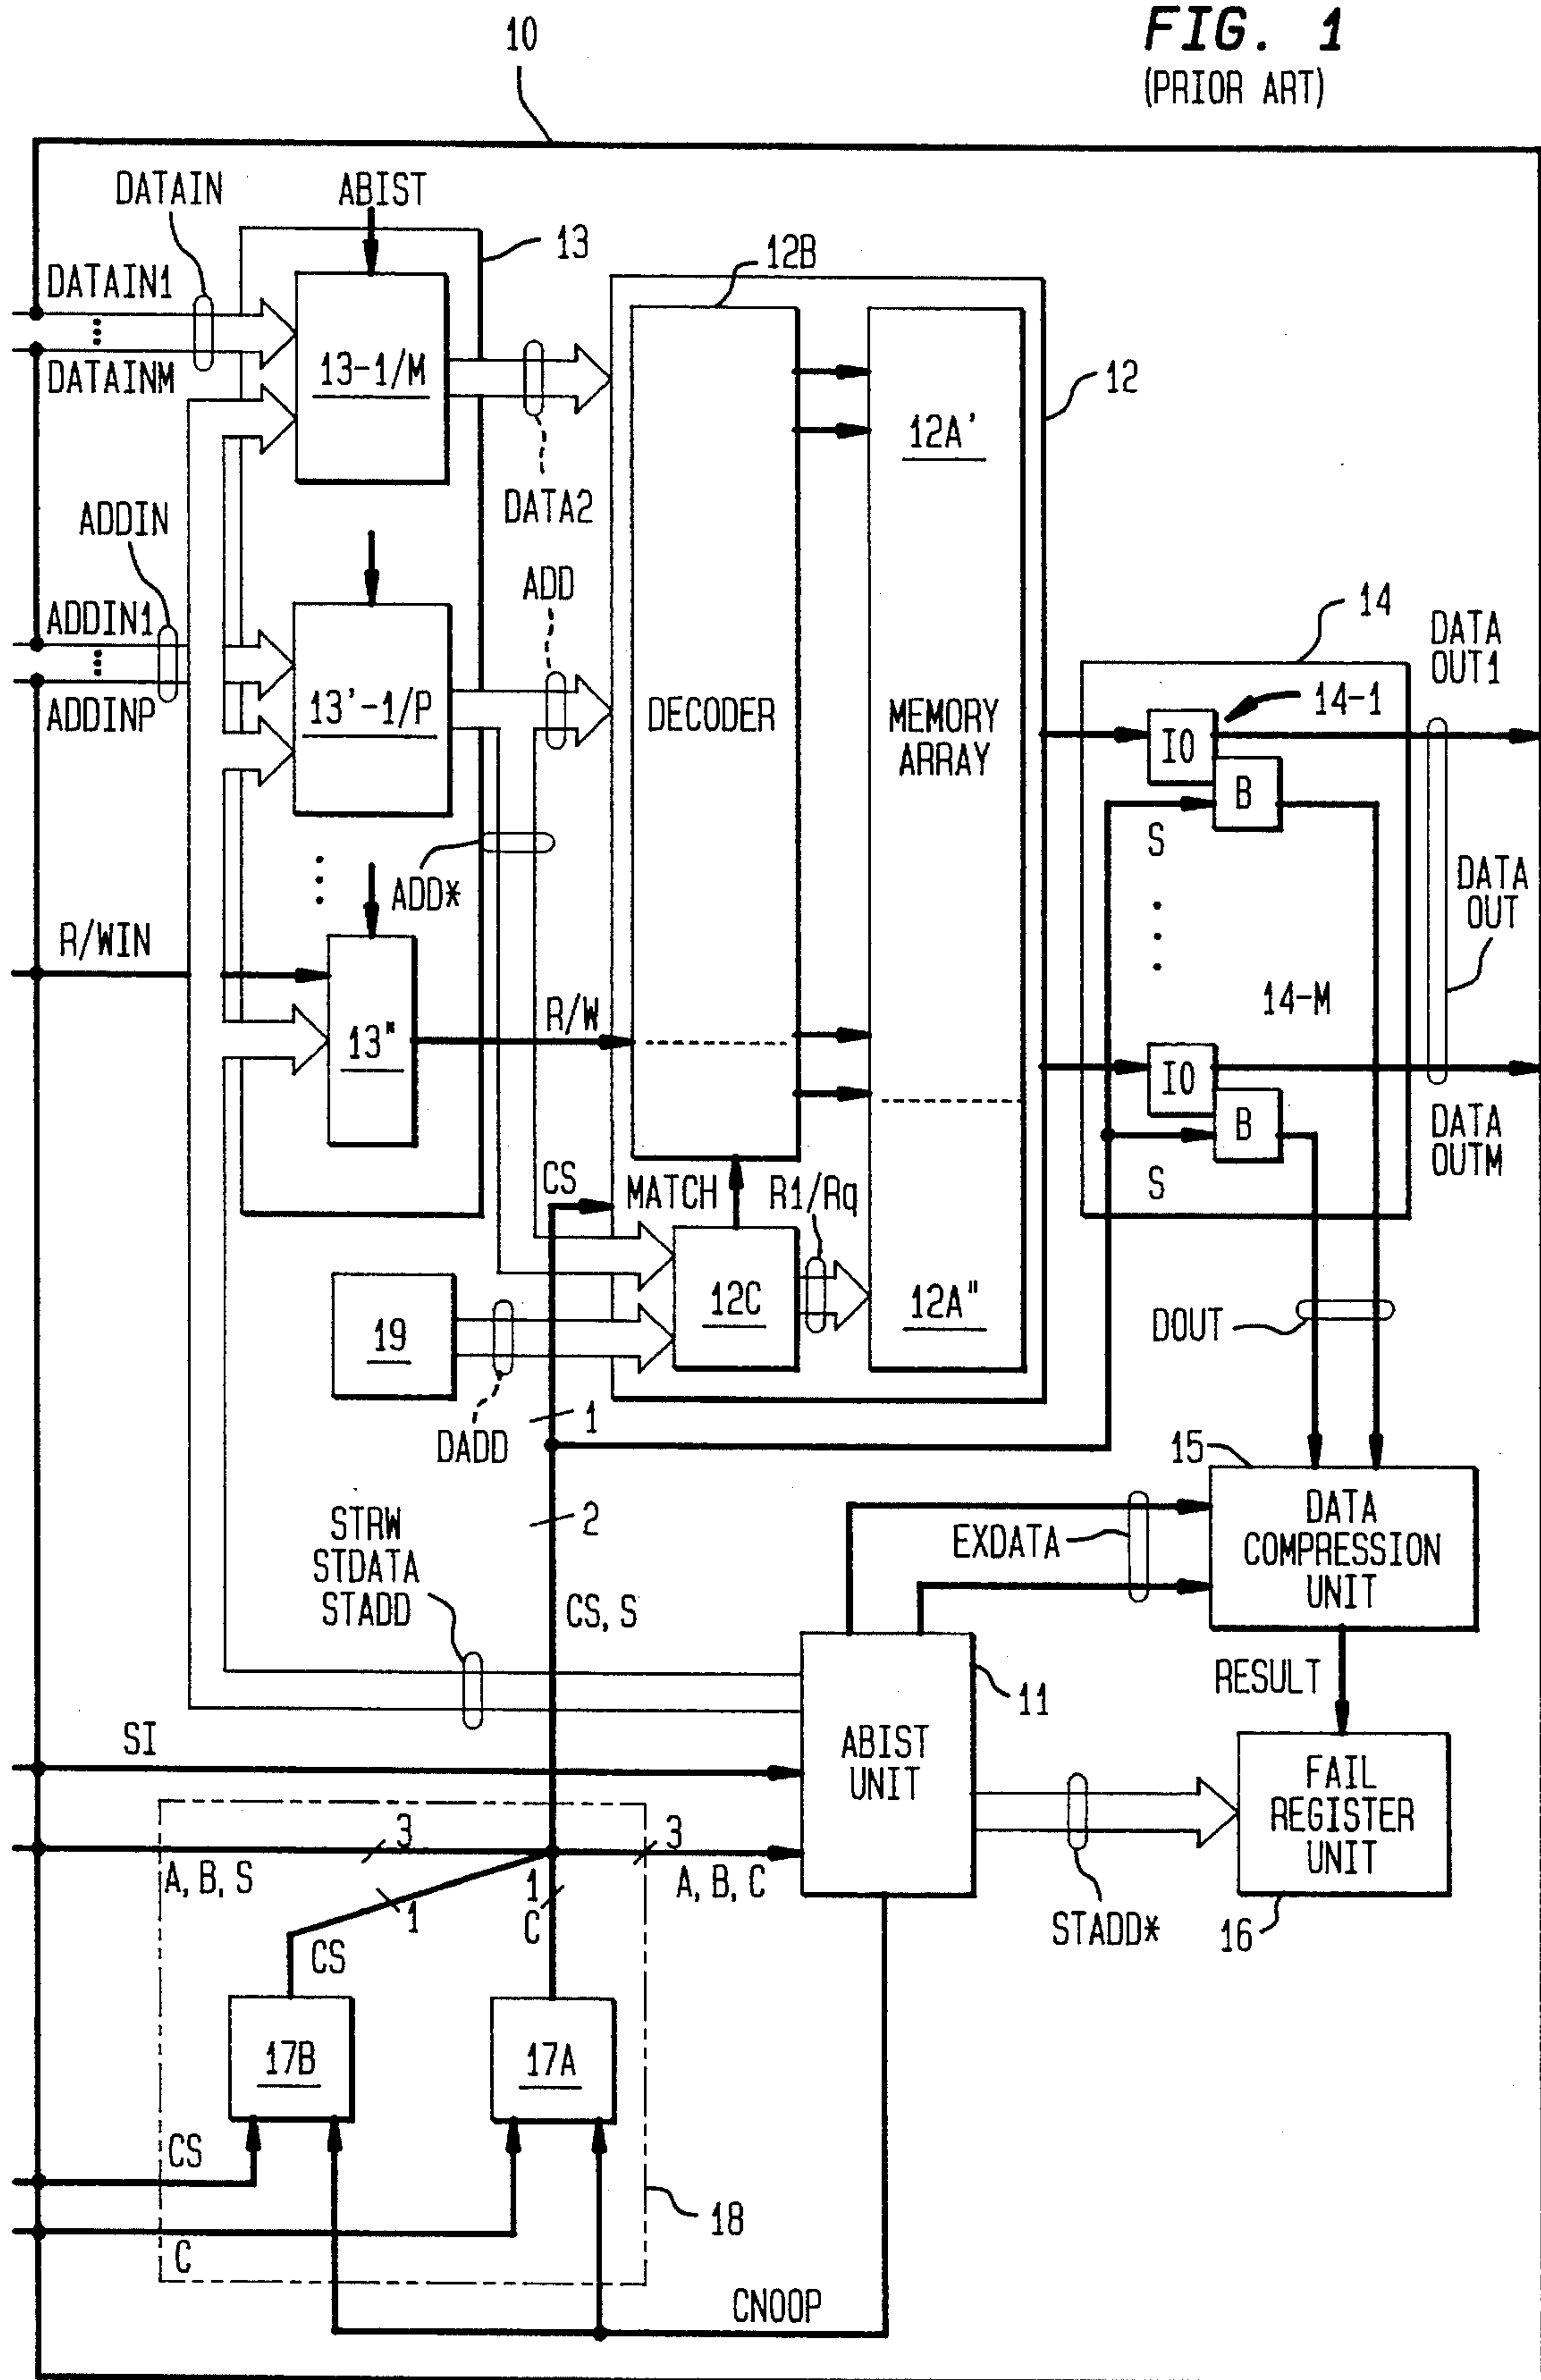 FIG. 1
(PRIOR ART)
10
DATAIN
ABIST
13
12B
DATAIN1
DATAINM
13-1/M
12
12A'
DATA2
ADDIN
ADD
ADDIN1
ADDINP
13'-1/P
DECODER
MEMORY
ARRAY
14
DATA
OUT1
14-1
IO
B
S
ADD*
DATA
OUT
R/WIN
R/W
13"
14-M
IO
B
S
DATA
OUTM
CS
MATCH
R1/Rq
12C
12A"
19
DADD
DOUT
1
2
15
DATA
COMPRESSION
UNIT
EXDATA
STRW
STDATA
STADD
CS, S
11
RESULT
SI
ABIST
UNIT
FAIL
REGISTER
UNIT
3
3
A, B, S
1
1
C
A, B, C
CS
STADD*
16
17B
17A
CS
18
C
CNOOP